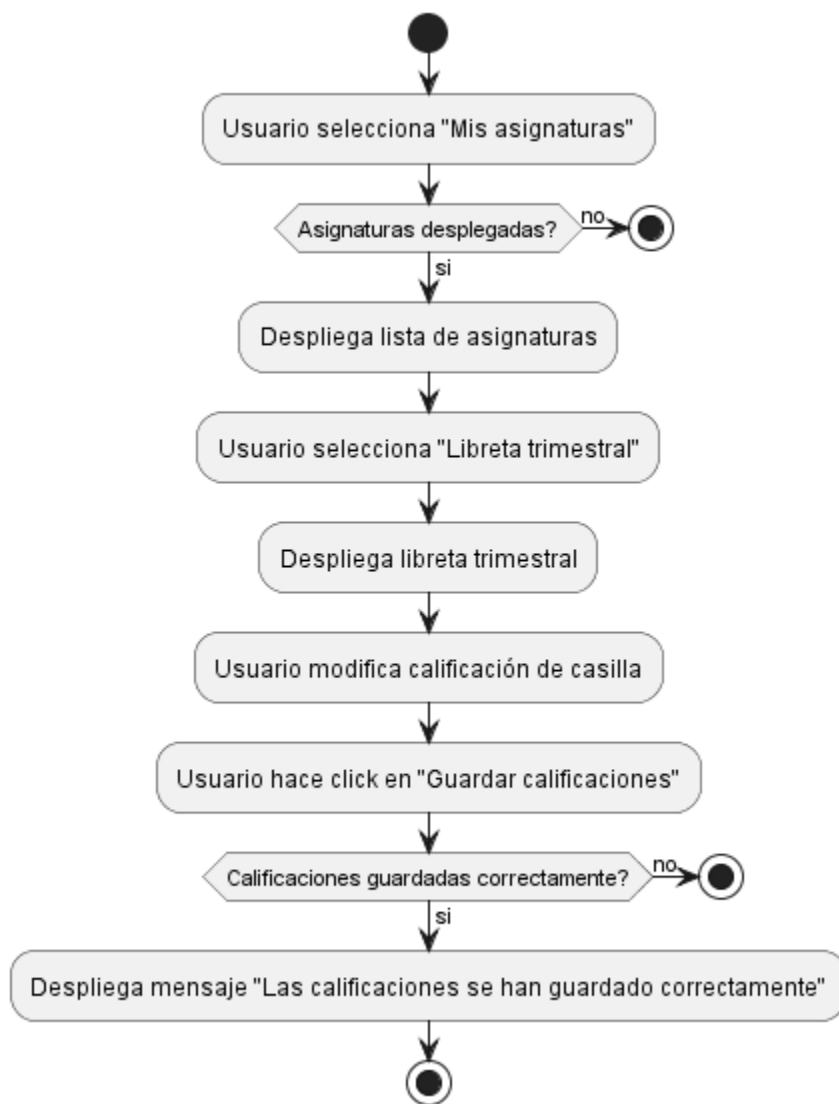 Usuario selecciona "Mis asignaturas"
Asignaturas desplegadas?
no
si
Despliega lista de asignaturas
Usuario selecciona "Libreta trimestral"
Despliega libreta trimestral
Usuario modifica calificación de casilla
Usuario hace click en "Guardar calificaciones"
Calificaciones guardadas correctamente?
no
si
Despliega mensaje "Las calificaciones se han guardado correctamente"